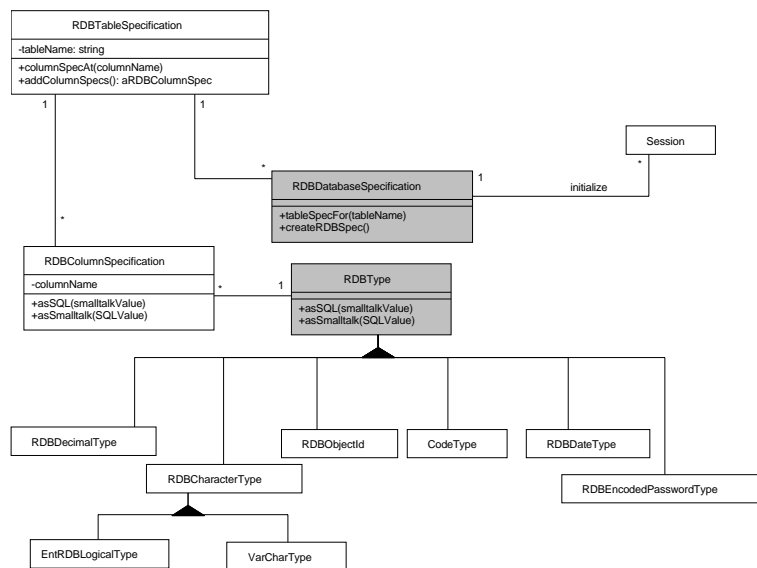 RDBTableSpecification
-tableName: string
+columnSpecAt(columnName)
+addColumnSpecs(): aRDBColumnSpec
1
1
Session
*
1
*
initialize
RDBDatabaseSpecification
+tableSpecFor(tableName)
+createRDBSpec()
*
RDBColumnSpecification
-columnName
+asSQL(smalltalkValue)
+asSmalltalk(SQLValue)
*
1
RDBType
+asSQL(smalltalkValue)
+asSmalltalk(SQLValue)
RDBDecimalType
RDBObjectId
CodeType
RDBDateType
RDBCharacterType
RDBEncodedPasswordType
EntRDBLogicalType
VarCharType